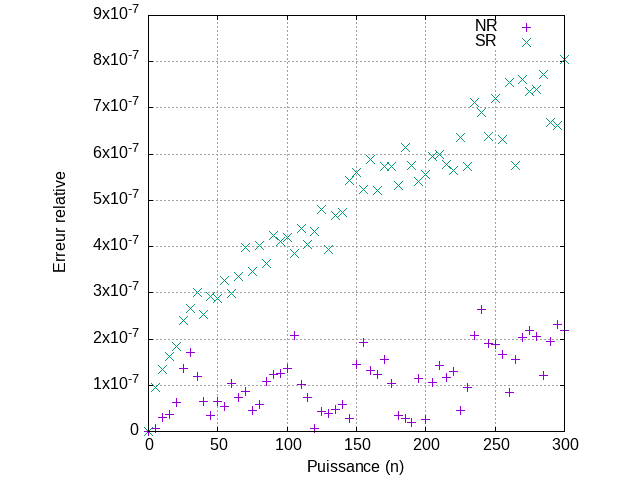 9x10-7
8x10-7
7x10-7
6x10-7
5x10-7
4x10-7
3x10-7
2x10-7
1x10-7
0
0 50 100 150 200 250 300
Erreur relative
Puissance (n)
NR
SR